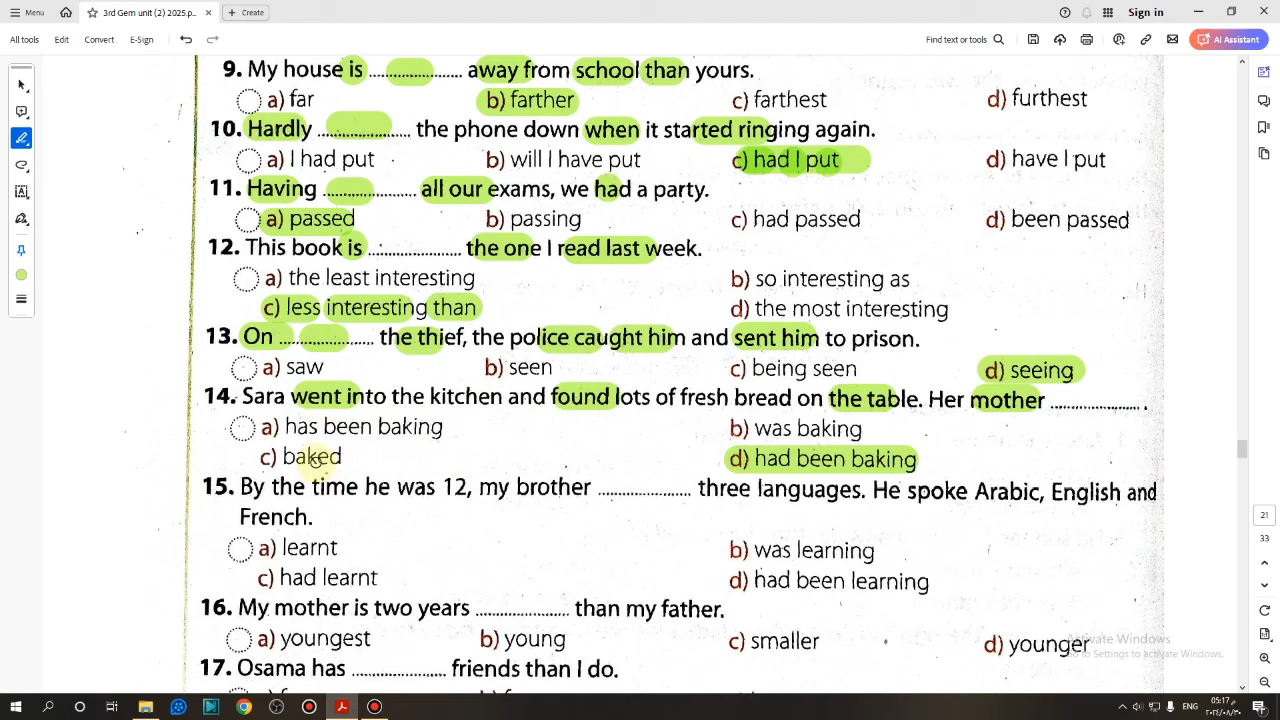 Menu
3rd Gem unit (2) 2025.p...
Create
Sign in
All tools
Edit
Convert
E-Sign
Find text or tools
AI Assistant
9. My house is .................... away from school than yours.
a) far
b) farther
c) farthest
d) furthest
10. Hardly .................... the phone down when it started ringing again.
a) I had put
b) will I have put
c) had I put
d) have I put
11. Having .................... all our exams, we had a party.
a) passed
b) passing
c) had passed
d) been passed
12. This book is .................... the one I read last week.
a) the least interesting
b) so interesting as
c) less interesting than
d) the most interesting
13. On .................... the thief, the police caught him and sent him to prison.
a) saw
b) seen
c) being seen
d) seeing
14. Sara went into the kitchen and found lots of fresh bread on the table. Her mother .................... .
a) has been baking
b) was baking
c) baked
d) had been baking
15. By the time he was 12, my brother .................... three languages. He spoke Arabic, English and
French.
a) learnt
b) was learning
c) had learnt
d) had been learning
16. My mother is two years .................... than my father.
a) youngest
b) young
c) smaller
d) younger
17. Osama has .................... friends than I do.
21
33
Activate Windows
Go to Settings to activate Windows.
ENG